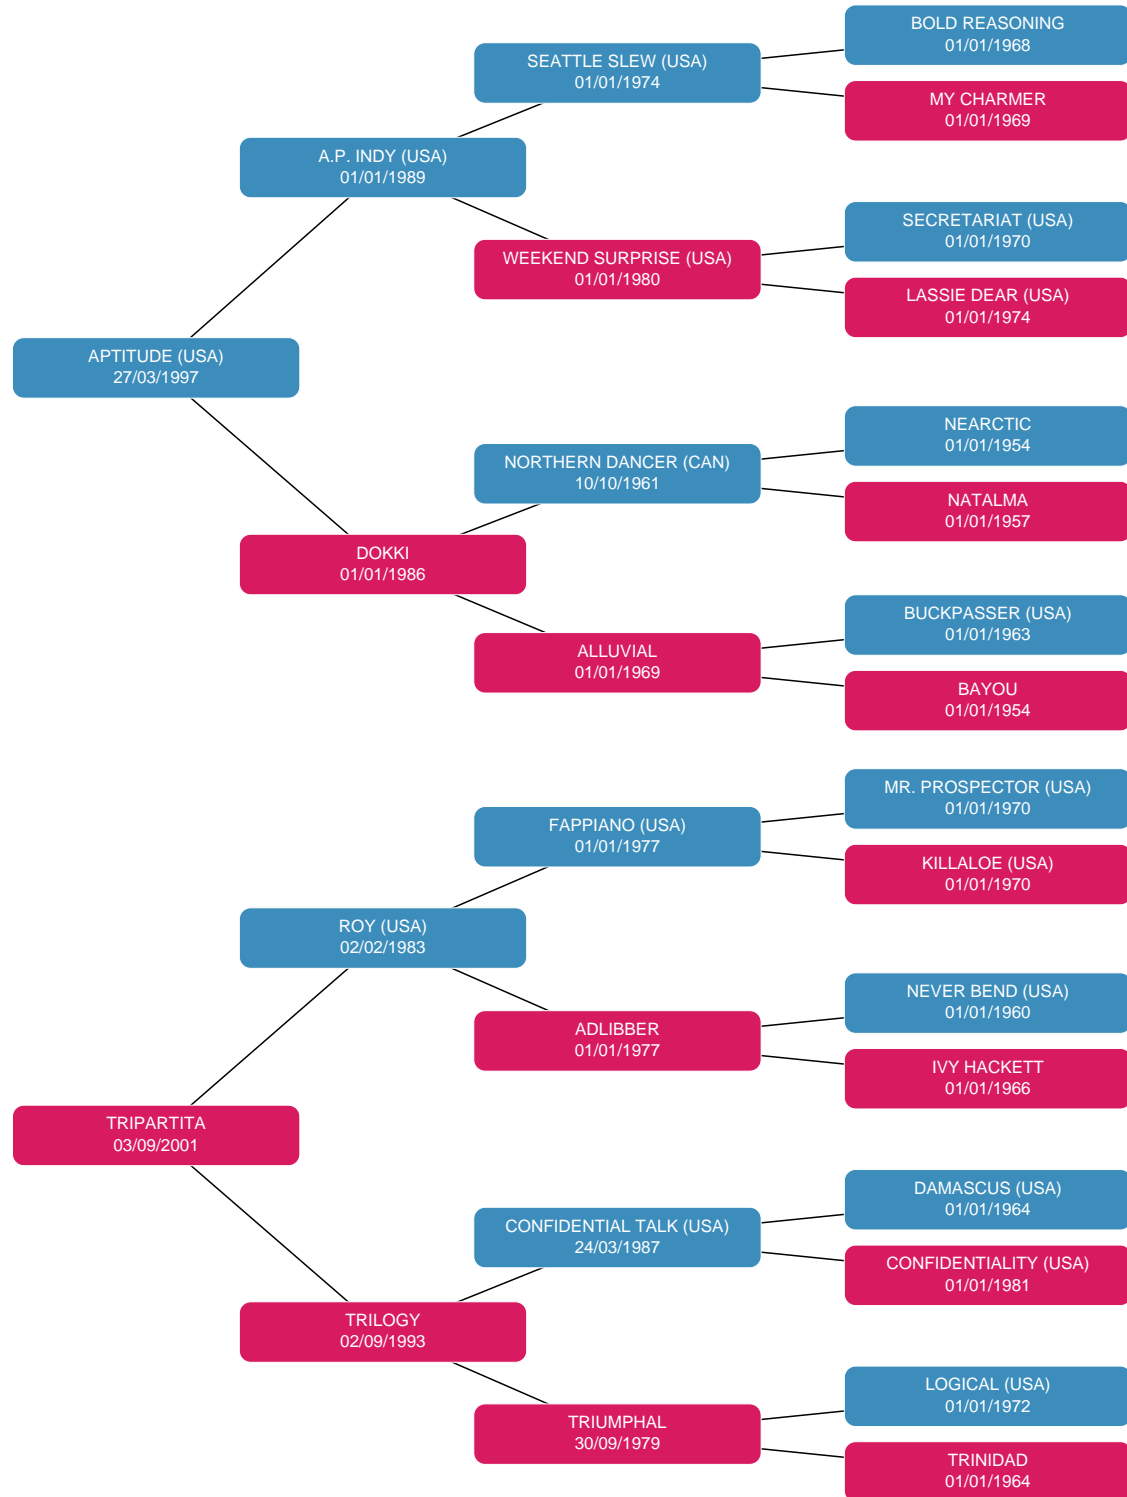 BOLD REASONING
01/01/1968
SEATTLE SLEW (USA)
01/01/1974
MY CHARMER
01/01/1969
A.P. INDY (USA)
01/01/1989
SECRETARIAT (USA)
01/01/1970
WEEKEND SURPRISE (USA)
01/01/1980
LASSIE DEAR (USA)
01/01/1974
APTITUDE (USA)
27/03/1997
NEARCTIC
01/01/1954
NORTHERN DANCER (CAN)
10/10/1961
NATALMA
01/01/1957
DOKKI
01/01/1986
BUCKPASSER (USA)
01/01/1963
ALLUVIAL
01/01/1969
BAYOU
01/01/1954
MR. PROSPECTOR (USA)
01/01/1970
FAPPIANO (USA)
01/01/1977
KILLALOE (USA)
01/01/1970
ROY (USA)
02/02/1983
NEVER BEND (USA)
01/01/1960
ADLIBBER
01/01/1977
IVY HACKETT
01/01/1966
TRIPARTITA
03/09/2001
DAMASCUS (USA)
01/01/1964
CONFIDENTIAL TALK (USA)
24/03/1987
CONFIDENTIALITY (USA)
01/01/1981
TRILOGY
02/09/1993
LOGICAL (USA)
01/01/1972
TRIUMPHAL
30/09/1979
TRINIDAD
01/01/1964